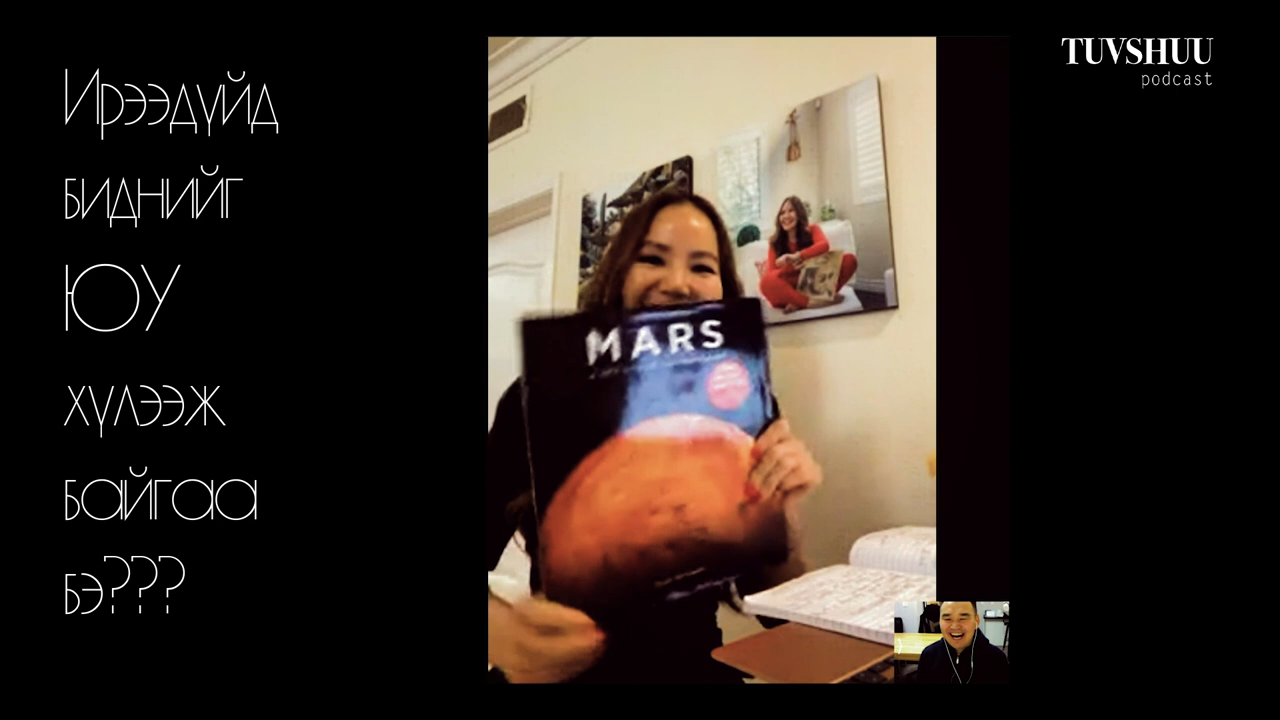 Ирээдүйд
биднийг
ЮУ
хүлээж
байгаа
бэ???
TUVSHUU
podcast
MARS